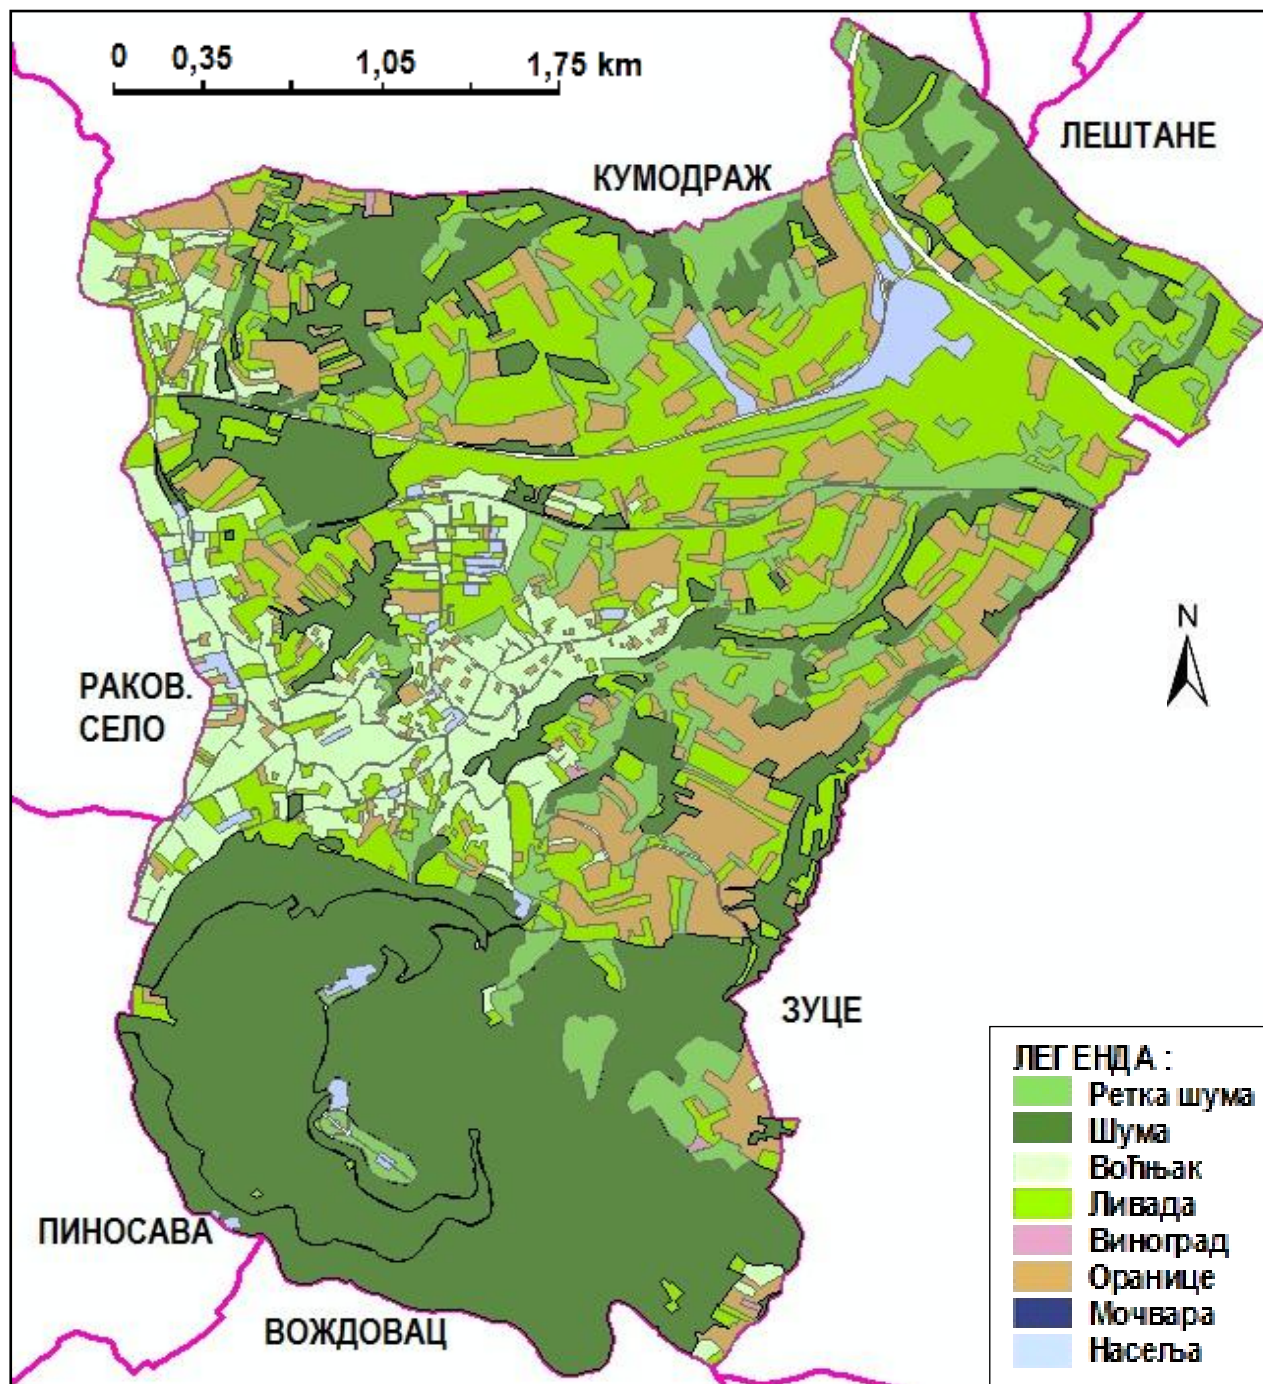 0 0,35 1,05 1,75 km
ЛЕШТАНЕ
КУМОДРАЖ
N
РАКОВ.
СЕЛО
ЗУЦЕ
ПИНОСАВА
ВОЖДОВАЦ
ЛЕГЕНДА :
Ретка шума
Шума
Воћњак
Ливада
Виноград
Оранице
Мочвара
Насеља